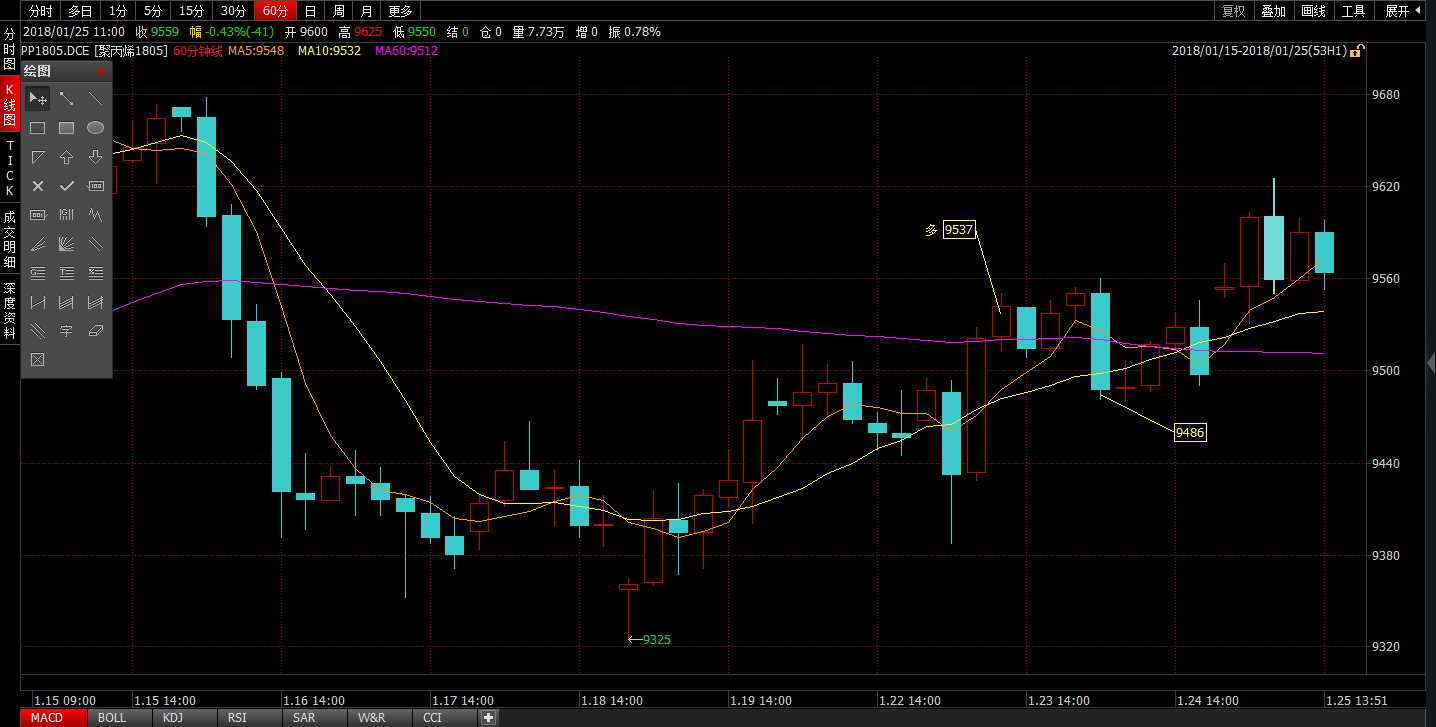 分时 多日 1分 5分 15分 30分 60分 日 周 月 更多 复权 叠加 画线 工具 展开
2018/01/25 11:00 收 9559 幅 -0.43%(-41) 开 9600 高 9625 低 9550 结 0 仓 0 量 7.73万 增 0 振 0.78%
PP1805.DCE [聚丙烯1805] 60分钟线 MA5:9548 MA10:9532 MA60:9512 2018/01/15-2018/01/25(53H1)
分时图
K线图
TICK
成交明细
深度资料
绘图
字
9680
9620
9560
9500
9440
9380
9320
多 9537
9486
9325
1.15 09:00 1.15 14:00 1.16 14:00 1.17 14:00 1.18 14:00 1.19 14:00 1.22 14:00 1.23 14:00 1.24 14:00 1.25 13:51
MACD BOLL KDJ RSI SAR W&R CCI